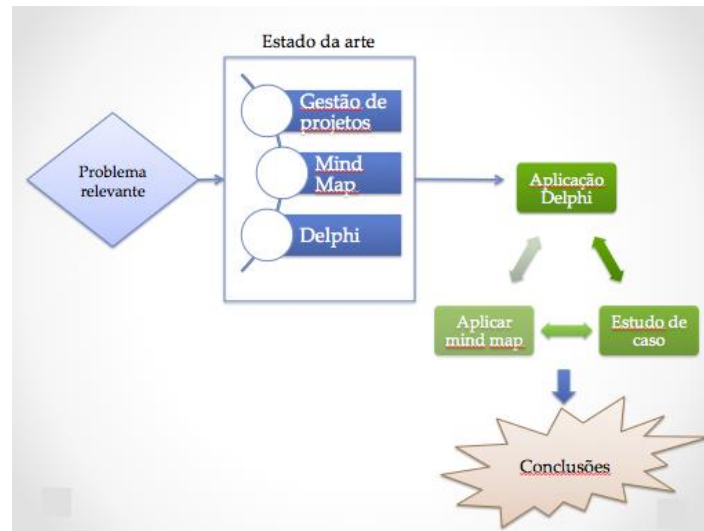 Estado da arte
Gestão de
projetos
Mind
Map
Delphi
Problema
relevante
Aplicação
Delphi
Aplicar
mind map
Estudo de
caso
Conclusões